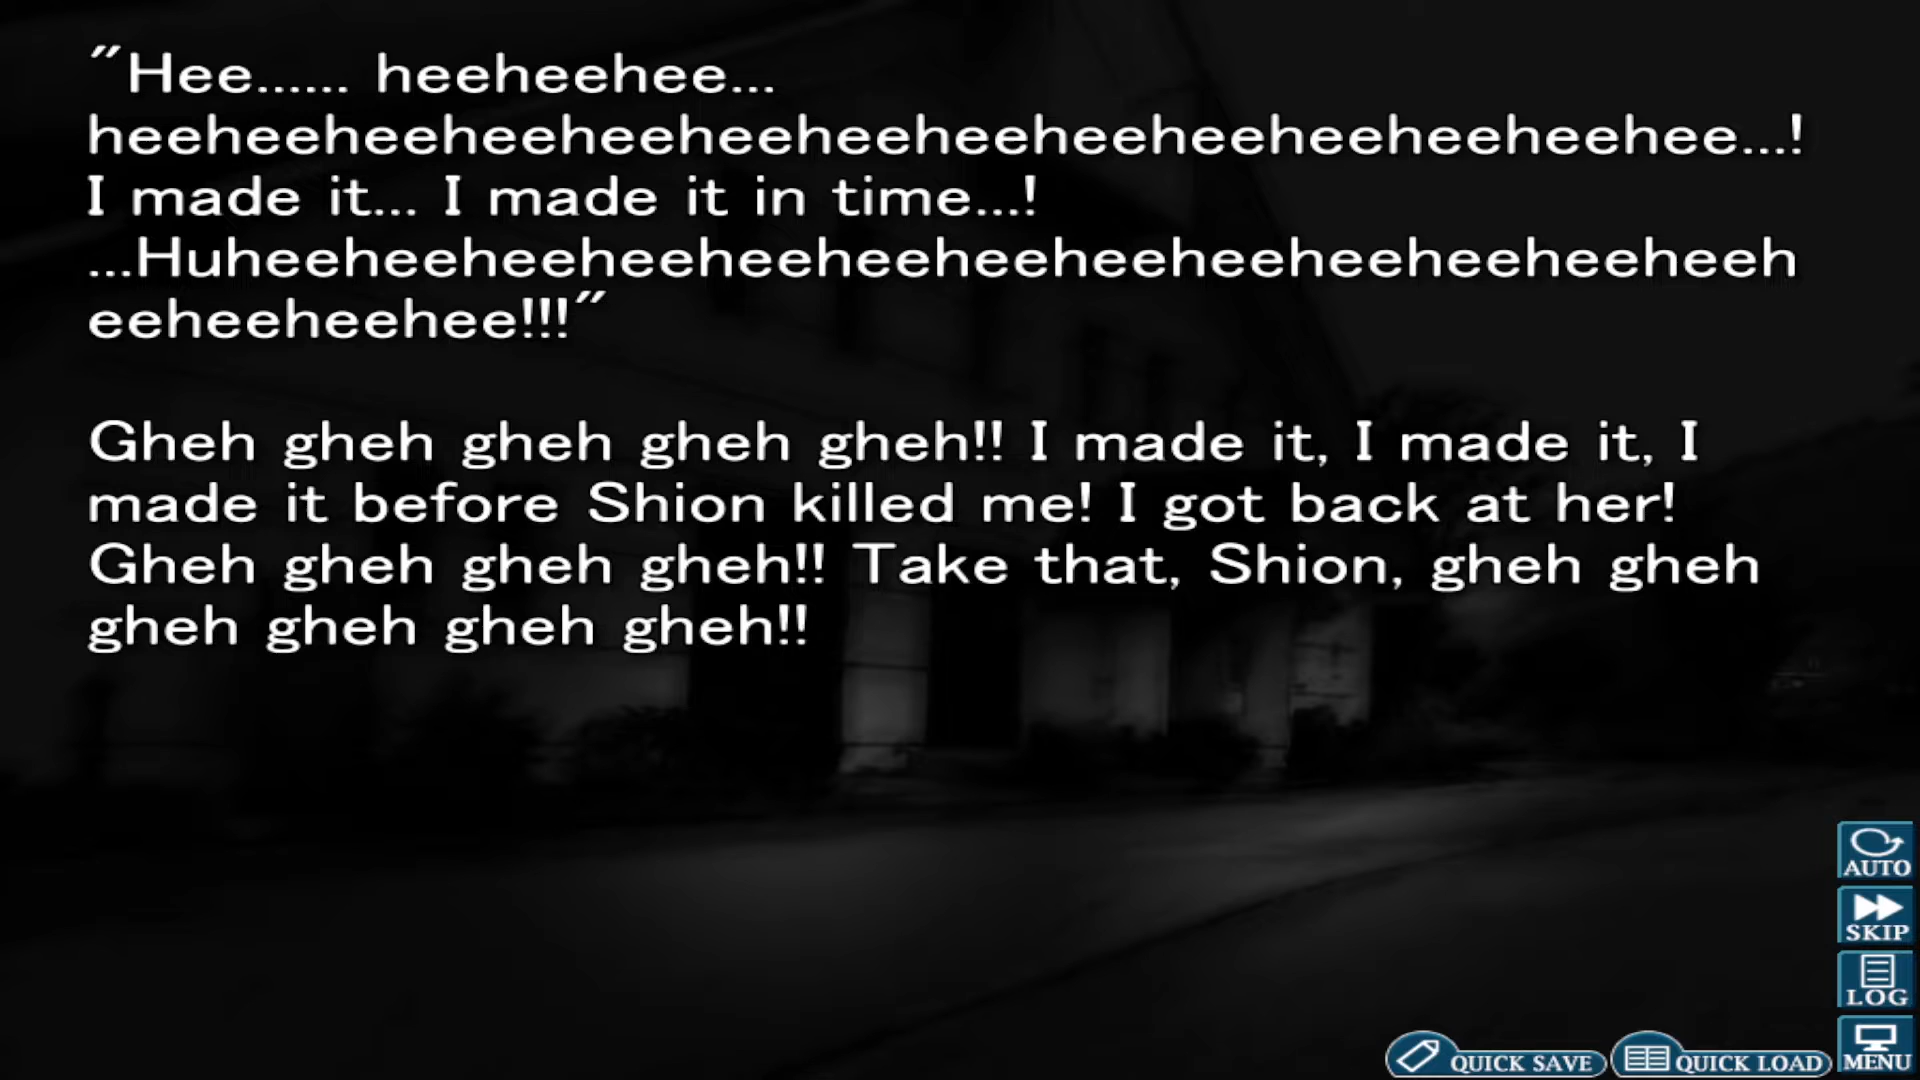 "Hee...... heeheehee...
heeheeheeheeheeheeheeheeheeheeheeheeheehee...!
I made it... I made it in time...!
...Huheeheeheeheeheeheeheeheeheeheeheeheeheeh
eeheeheehee!!!"
Gheh gheh gheh gheh gheh!! I made it, I made it, I
made it before Shion killed me! I got back at her!
Gheh gheh gheh gheh!! Take that, Shion, gheh gheh
gheh gheh gheh gheh!!
AUTO
SKIP
LOG
QUICK SAVE QUICK LOAD MENU